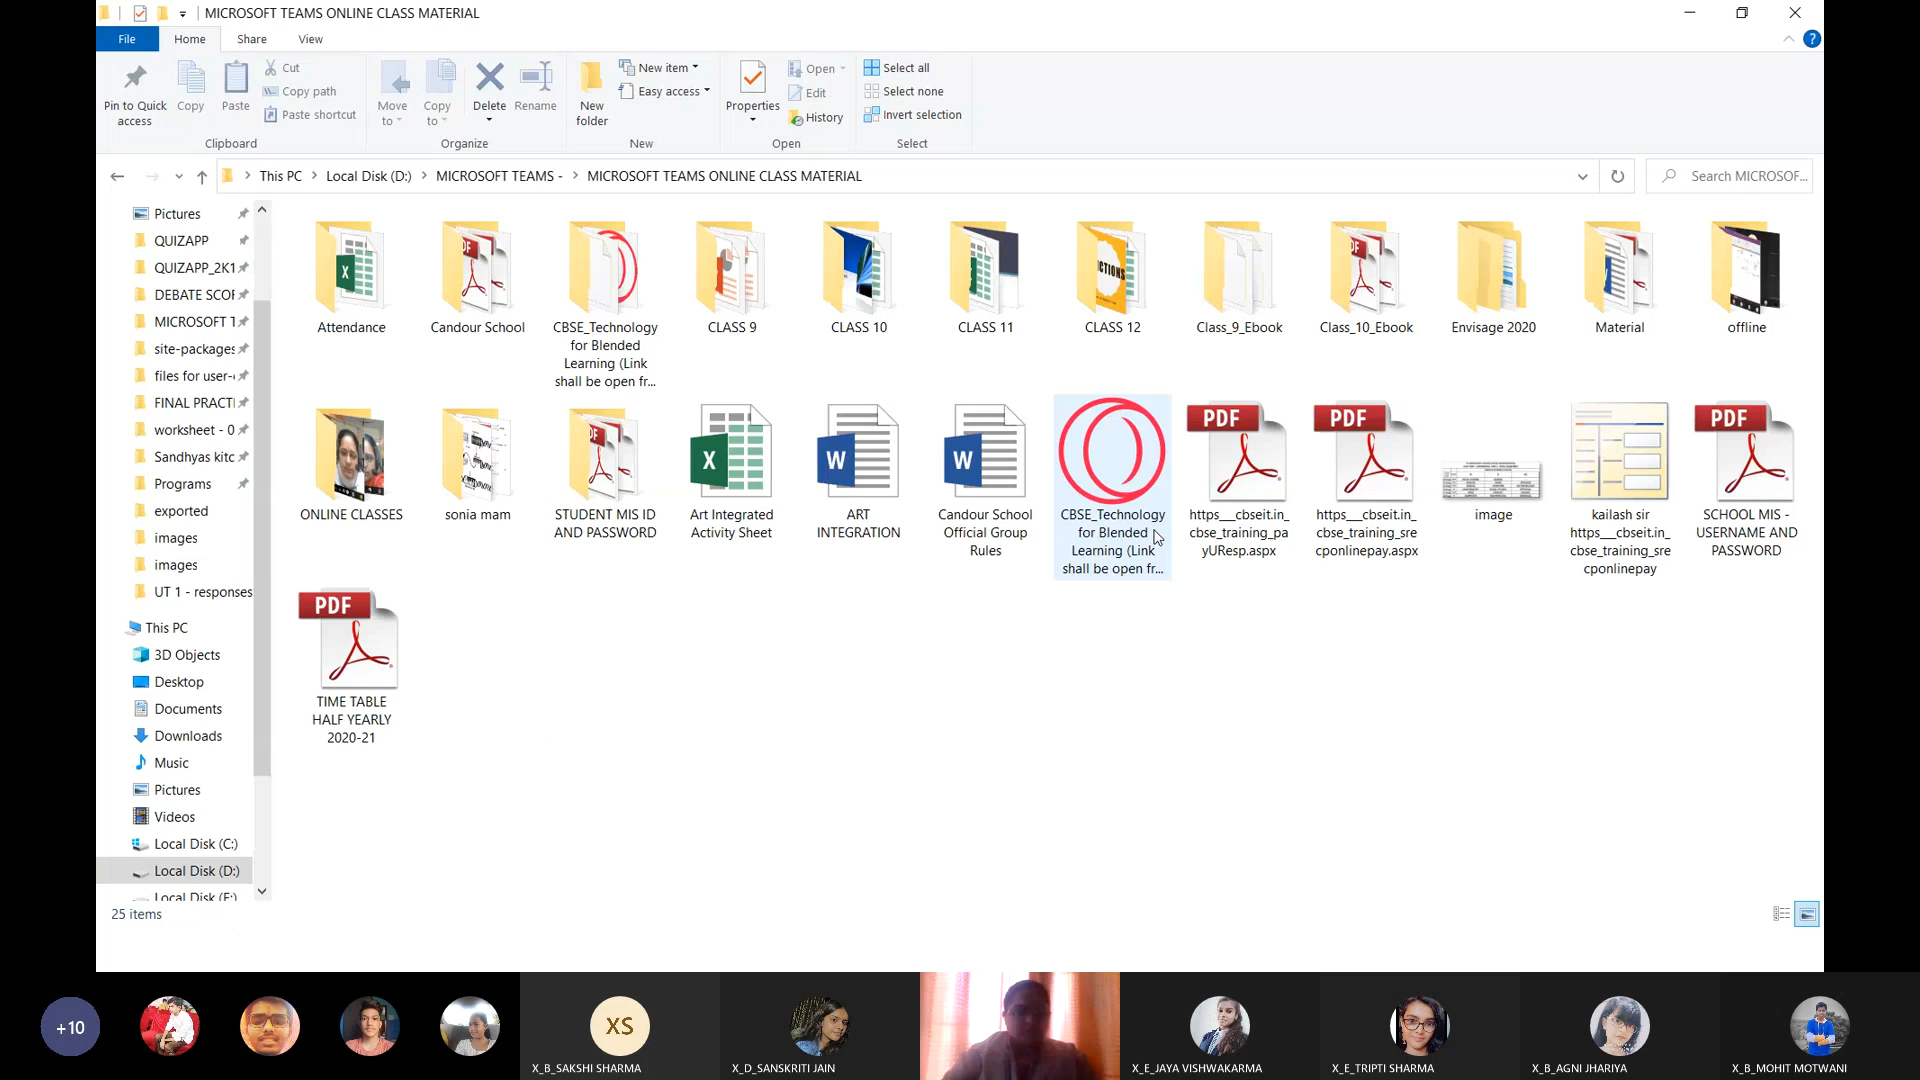 MICROSOFT TEAMS ONLINE CLASS MATERIAL
File Home Share View
Pin to Quick access
Copy
Paste
Cut
Copy path
Paste shortcut
Clipboard
Move to
Copy to
Delete
Rename
Organize
New folder
New item
Easy access
New
Properties
Open
Edit
History
Open
Select all
Select none
Invert selection
Select
This PC > Local Disk (D:) > MICROSOFT TEAMS - > MICROSOFT TEAMS ONLINE CLASS MATERIAL
Search MICROSOF...
Pictures
QUIZAPP
QUIZAPP_2K1
DEBATE SCOF
MICROSOFT T
site-packages
files for user-
FINAL PRACTI
worksheet - 0
Sandhyas kitc
Programs
exported
images
images
UT 1 - responses
This PC
3D Objects
Desktop
Documents
Downloads
Music
Pictures
Videos
Local Disk (C:)
Local Disk (D:)
Local Disk (E:)
Attendance
Candour School
CBSE_Technology
for Blended
Learning (Link
shall be open fr...
CLASS 9
CLASS 10
CLASS 11
CTIONS
CLASS 12
Class_9_Ebook
Class_10_Ebook
Envisage 2020
Material
offline
ONLINE CLASSES
sonia mam
STUDENT MIS ID
AND PASSWORD
Art Integrated
Activity Sheet
ART
INTEGRATION
Candour School
Official Group
Rules
CBSE_Technology
for Blended
Learning (Link
shall be open fr...
PDF
https__cbseit.in_
cbse_training_pa
yUResp.aspx
PDF
https__cbseit.in_
cbse_training_sre
cponlinepay.aspx
image
kailash sir
https__cbseit.in_
cbse_training_sre
cponlinepay
PDF
SCHOOL MIS -
USERNAME AND
PASSWORD
PDF
TIME TABLE
HALF YEARLY
2020-21
25 items
+10
XS
X_B_SAKSHI SHARMA
X_D_SANSKRITI JAIN
X_E_JAYA VISHWAKARMA
X_E_TRIPTI SHARMA
X_B_AGNI JHARIYA
X_B_MOHIT MOTWANI